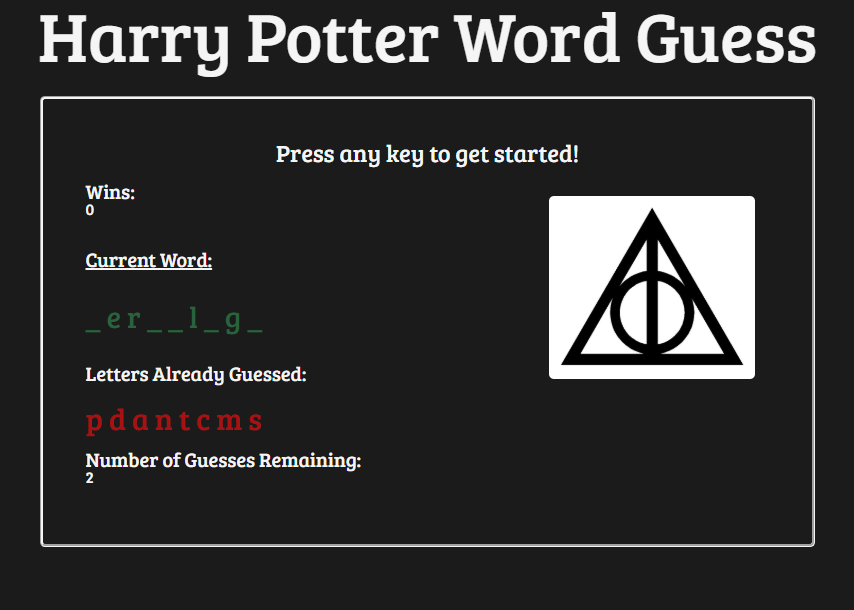 Harry Potter Word Guess
Press any key to get started!
Wins:
0
Current Word:
_ e r _ _ l _ g _
Letters Already Guessed:
p d a n t c m s
Number of Guesses Remaining:
2